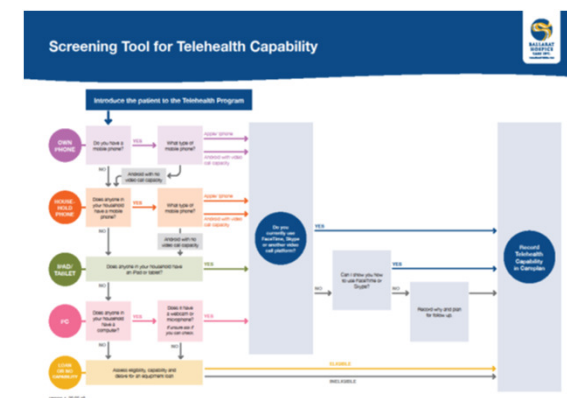 Screening Tool for Telehealth Capability
BALLARAT
HOSPICE
Introduce the patient to the Telehealth Program
OWN
PHONE
Do you have a
mobile phone?
YES
What type of
mobile phone?
Apple/ iphone
Android with video
call capacity
NO
Android with no
video call capacity
HOUSE-
HOLD
PHONE
Does anyone in
your household
have a mobile
phone?
YES
What type of
mobile phone?
Apple/ iphone
Android with video
call capacity
NO
Android with no
video call capacity
IPAD/
TABLET
Does anyone in your household have
an iPad or tablet?
YES
NO
PC
Does anyone in
your household
have a
computer?
YES
Does it have
a webcam or
microphone?
If unsure ask if
you can check
YES
NO
NO
LOAN
OR NO
Assess eligibility, capability and
desire for an equipment loan
ELIGIBLE
INELIGIBLE
Do you
currently use
FaceTime, Skype
or another video
call platform?
YES
NO
Can I show you how
to use FaceTime or
Skype?
YES
NO
Record why and plan
for follow up.
Record
Telehealth
Capability
in Camplan